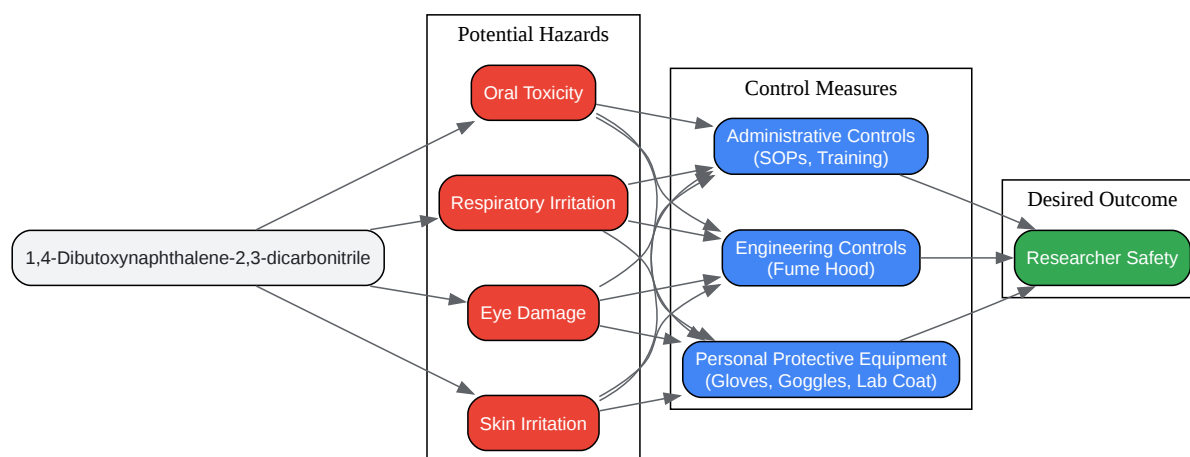 Potential Hazards
Oral Toxicity
Respiratory Irritation
Eye Damage
Skin Irritation
1,4-Dibutoxynaphthalene-2,3-dicarbonitrile
Control Measures
Administrative Controls
(SOPs, Training)
Engineering Controls
(Fume Hood)
Personal Protective Equipment
(Gloves, Goggles, Lab Coat)
Desired Outcome
Researcher Safety